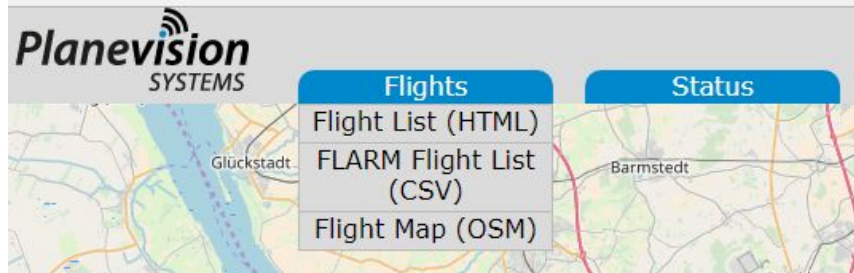 Planevision
SYSTEMS
Flights
Status
Flight List (HTML)
FLARM Flight List
(CSV)
Flight Map (OSM)
Glückstadt
Barmstedt